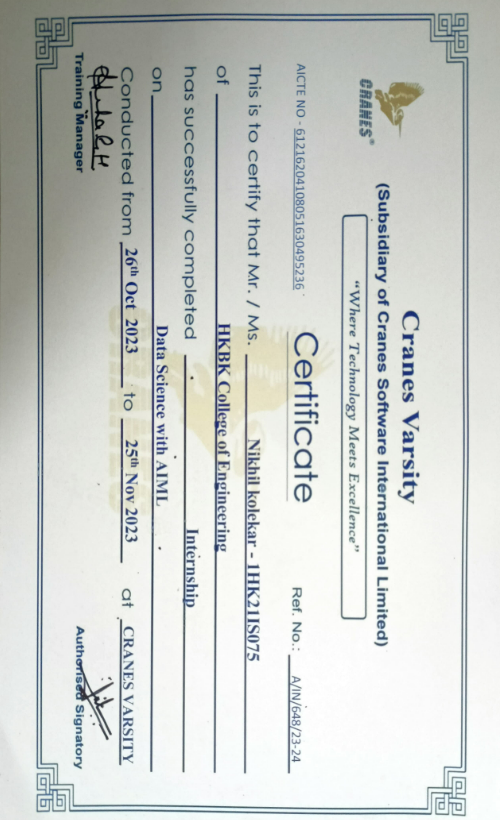 CRANES®
Cranes Varsity
(Subsidiary of Cranes Software International Limited)
“Where Technology Meets Excellence”
AICTE NO - 612162041080516304952​36 Certificate Ref. No.: A/IN/648/23-24
This is to certify that Mr. / Ms. Nikhil kolekar - 1HK21IS075
of HKBK College of Engineering
has successfully completed Internship
on Data Science with AIML
Conducted from 26th Oct 2023 to 25th Nov 2023 at CRANES VARSITY
Training Manager Authorised Signatory